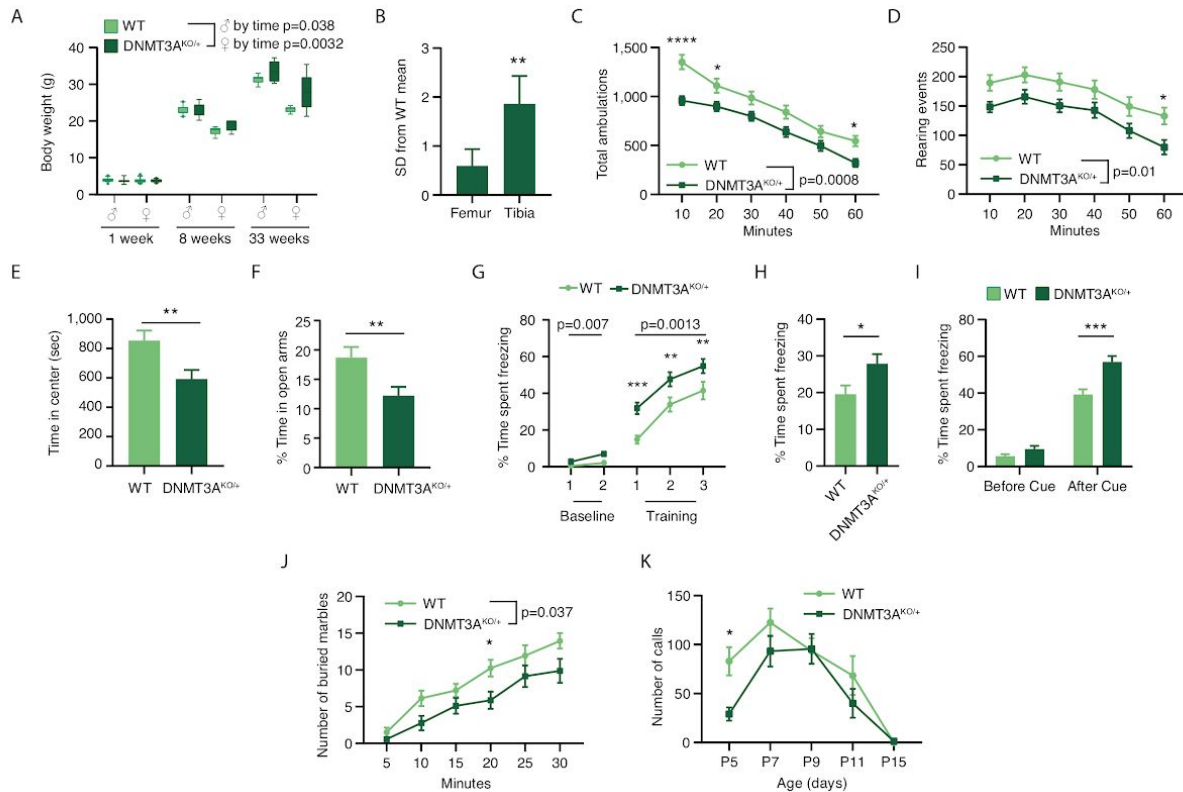 A
WT
DNMT3A^KO/+
♂ by time p=0.038
♀ by time p=0.0032
Body weight (g)
40
30
20
10
0
♂ ♀ ♂ ♀ ♂ ♀
1 week 8 weeks 33 weeks
B
SD from WT mean
3
2
1
0
**
Femur Tibia
C
Total ambulations
1,500
1,000
500
0
****
*
*
WT
DNMT3A^KO/+
p=0.0008
10 20 30 40 50 60
Minutes
D
Rearing events
250
200
150
100
50
0
*
WT
DNMT3A^KO/+
p=0.01
10 20 30 40 50 60
Minutes
E
Time in center (sec)
1,000
800
600
400
200
0
**
WT DNMT3A^KO/+
F
% Time in open arms
25
20
15
10
5
0
**
WT DNMT3A^KO/+
G
WT DNMT3A^KO/+
% Time spent freezing
80
60
40
20
0
p=0.007
p=0.0013
***
**
**
1 2 1 2 3
Baseline Training
H
% Time spent freezing
40
30
20
10
0
*
WT
DNMT3A^KO/+
I
WT DNMT3A^KO/+
% Time spent freezing
80
60
40
20
0
***
Before Cue After Cue
J
Number of buried marbles
20
15
10
5
0
WT
DNMT3A^KO/+
p=0.037
*
5 10 15 20 25 30
Minutes
K
Number of calls
150
100
50
0
*
WT
DNMT3A^KO/+
P5 P7 P9 P11 P15
Age (days)